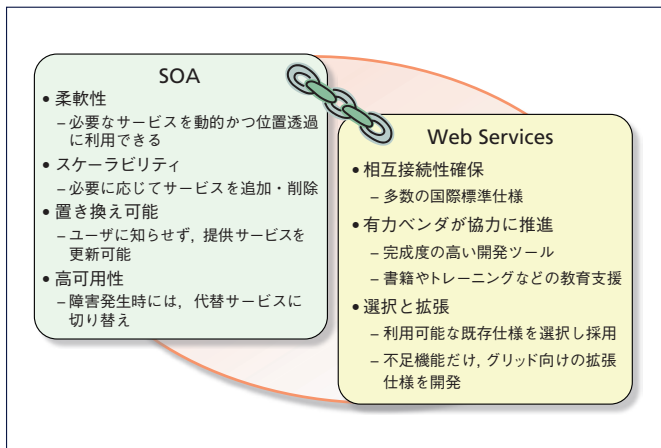 SOA
• 柔軟性
– 必要なサービスを動的かつ位置透過
に利用できる
• スケーラビリティ
– 必要に応じてサービスを追加・削除
• 置き換え可能
– ユーザに知らせず，提供サービスを
更新可能
• 高可用性
– 障害発生時には，代替サービスに
切り替え
Web Services
• 相互接続性確保
– 多数の国際標準仕様
• 有力ベンダが協力に推進
– 完成度の高い開発ツール
– 書籍やトレーニングなどの教育支援
• 選択と拡張
– 利用可能な既存仕様を選択し採用
– 不足機能だけ，グリッド向けの拡張
仕様を開発